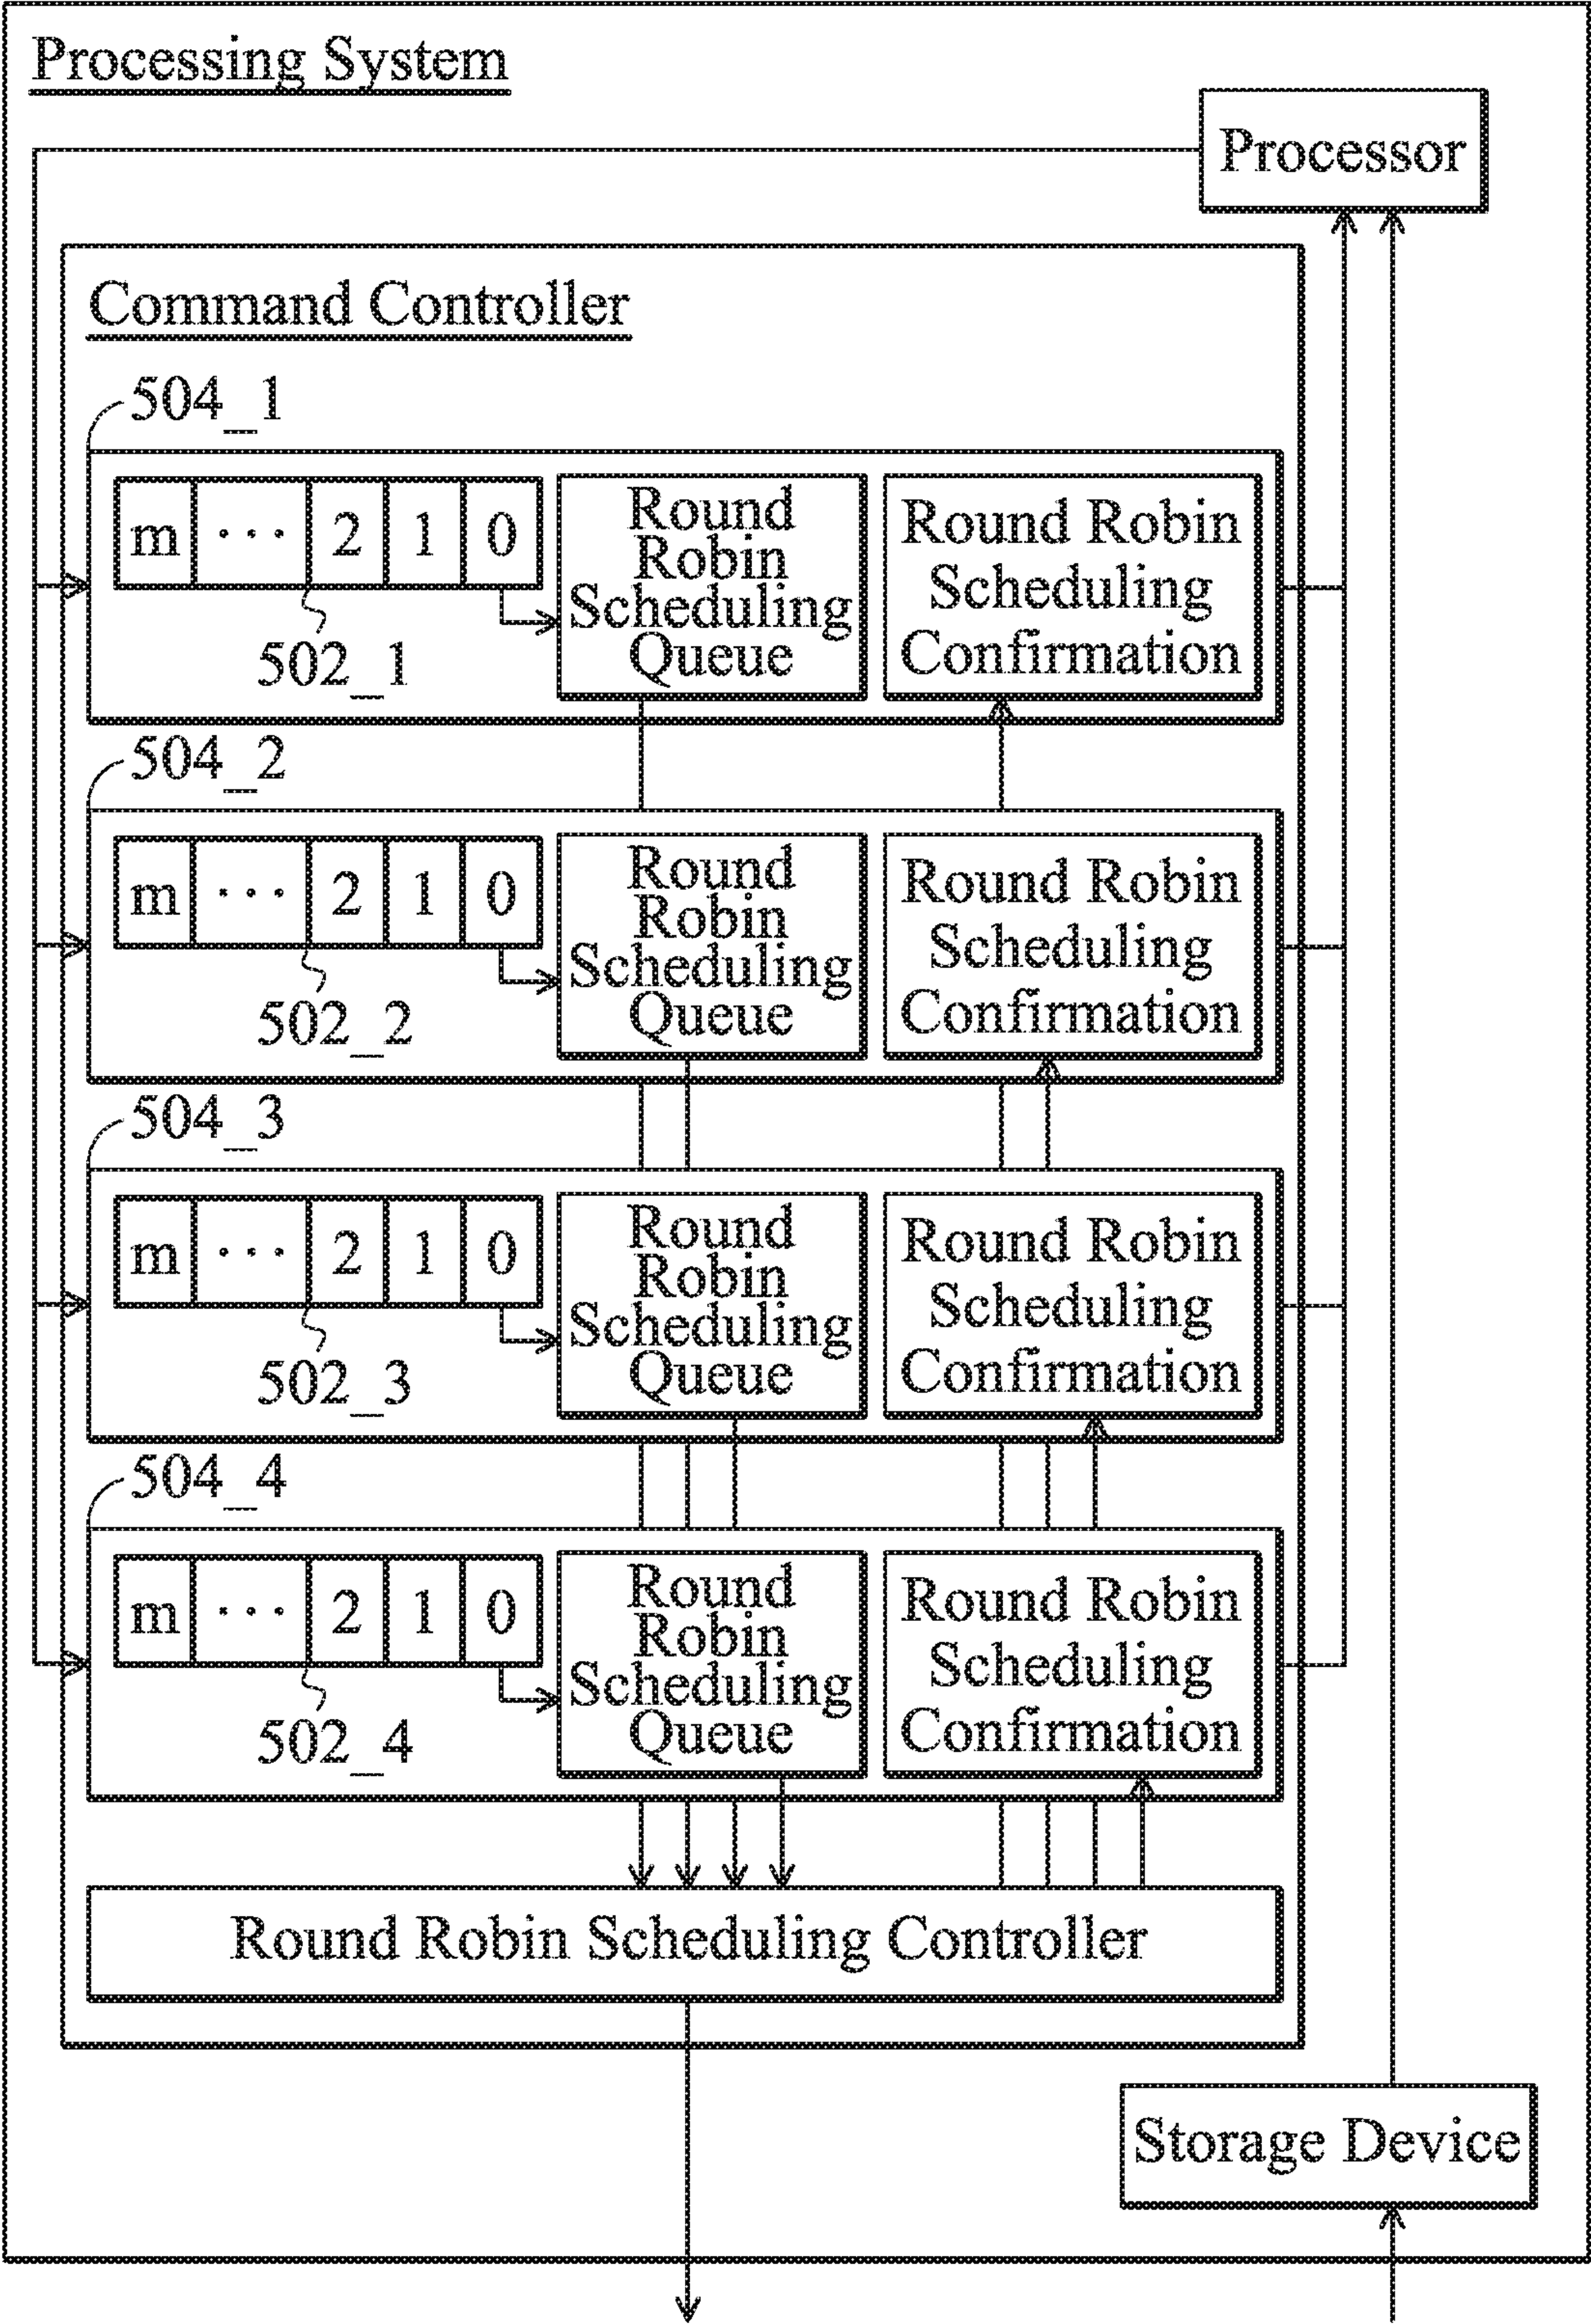 Processing System
Processor
Command Controller
504_1
m ... 2 1 0
502_1
Round
Robin
Scheduling
Queue
Round Robin
Scheduling
Confirmation
504_2
m ... 2 1 0
502_2
Round
Robin
Scheduling
Queue
Round Robin
Scheduling
Confirmation
504_3
m ... 2 1 0
502_3
Round
Robin
Scheduling
Queue
Round Robin
Scheduling
Confirmation
504_4
m ... 2 1 0
502_4
Round
Robin
Scheduling
Queue
Round Robin
Scheduling
Confirmation
Round Robin Scheduling Controller
Storage Device